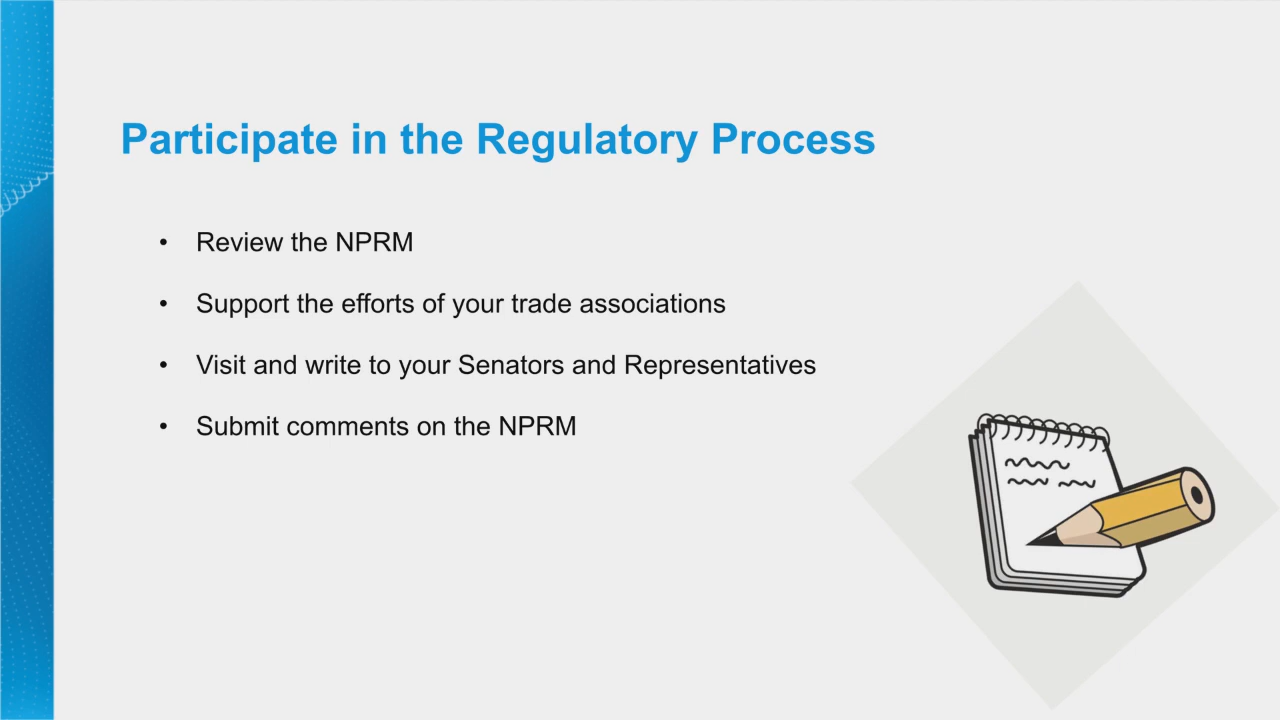 Participate in the Regulatory Process
• Review the NPRM
• Support the efforts of your trade associations
• Visit and write to your Senators and Representatives
• Submit comments on the NPRM